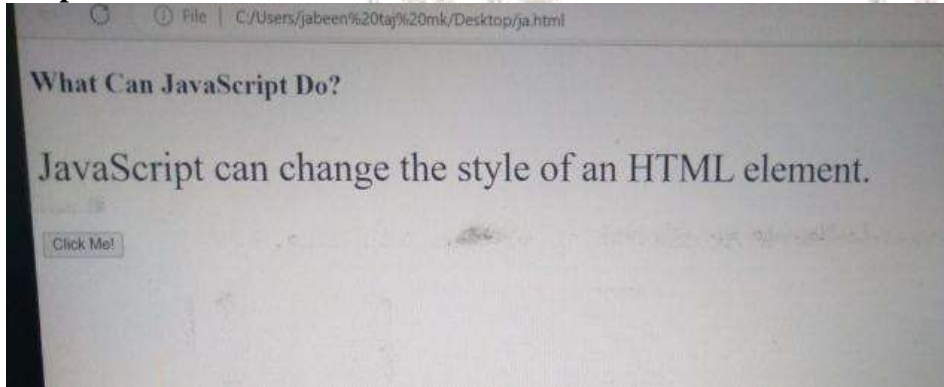 File | C:/Users/jabeen%20taj%20mk/Desktop/ja.html
What Can JavaScript Do?
JavaScript can change the style of an HTML element.
Click Me!